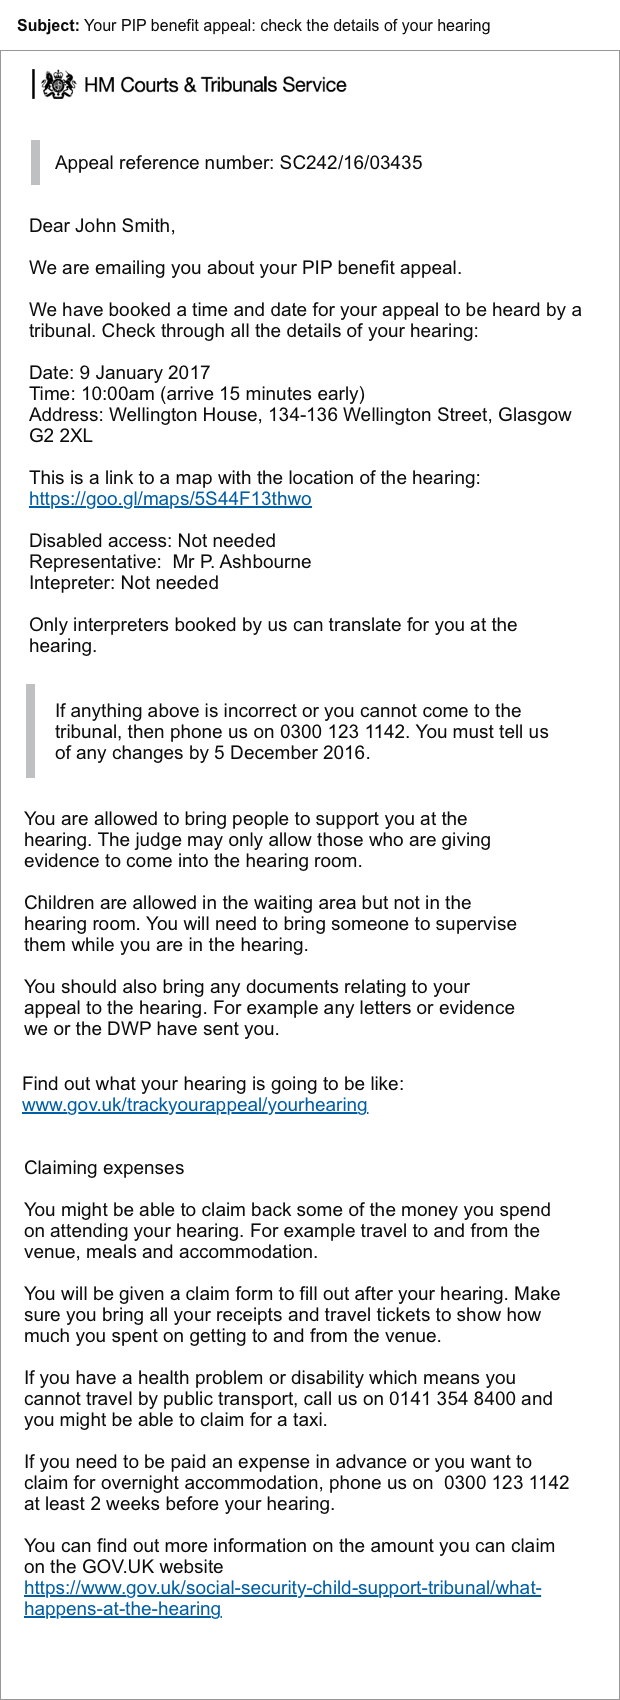 Subject: Your PIP benefit appeal: check the details of your hearing
HM Courts & Tribunals Service
Appeal reference number: SC242/16/03435
Dear John Smith,
We are emailing you about your PIP benefit appeal.
We have booked a time and date for your appeal to be heard by a
tribunal. Check through all the details of your hearing:
Date: 9 January 2017
Time: 10:00am (arrive 15 minutes early)
Address: Wellington House, 134-136 Wellington Street, Glasgow
G2 2XL
This is a link to a map with the location of the hearing:
https://goo.gl/maps/5S44F13thwo
Disabled access: Not needed
Representative:  Mr P. Ashbourne
Intepreter: Not needed
Only interpreters booked by us can translate for you at the
hearing.
If anything above is incorrect or you cannot come to the
tribunal, then phone us on 0300 123 1142. You must tell us
of any changes by 5 December 2016.
You are allowed to bring people to support you at the
hearing. The judge may only allow those who are giving
evidence to come into the hearing room.
Children are allowed in the waiting area but not in the
hearing room. You will need to bring someone to supervise
them while you are in the hearing.
You should also bring any documents relating to your
appeal to the hearing. For example any letters or evidence
we or the DWP have sent you.
Find out what your hearing is going to be like:
www.gov.uk/trackyourappeal/yourhearing
Claiming expenses
You might be able to claim back some of the money you spend
on attending your hearing. For example travel to and from the
venue, meals and accommodation.
You will be given a claim form to fill out after your hearing. Make
sure you bring all your receipts and travel tickets to show how
much you spent on getting to and from the venue.
If you have a health problem or disability which means you
cannot travel by public transport, call us on 0141 354 8400 and
you might be able to claim for a taxi.
If you need to be paid an expense in advance or you want to
claim for overnight accommodation, phone us on  0300 123 1142
at least 2 weeks before your hearing.
You can find out more information on the amount you can claim
on the GOV.UK website
https://www.gov.uk/social-security-child-support-tribunal/what-
happens-at-the-hearing